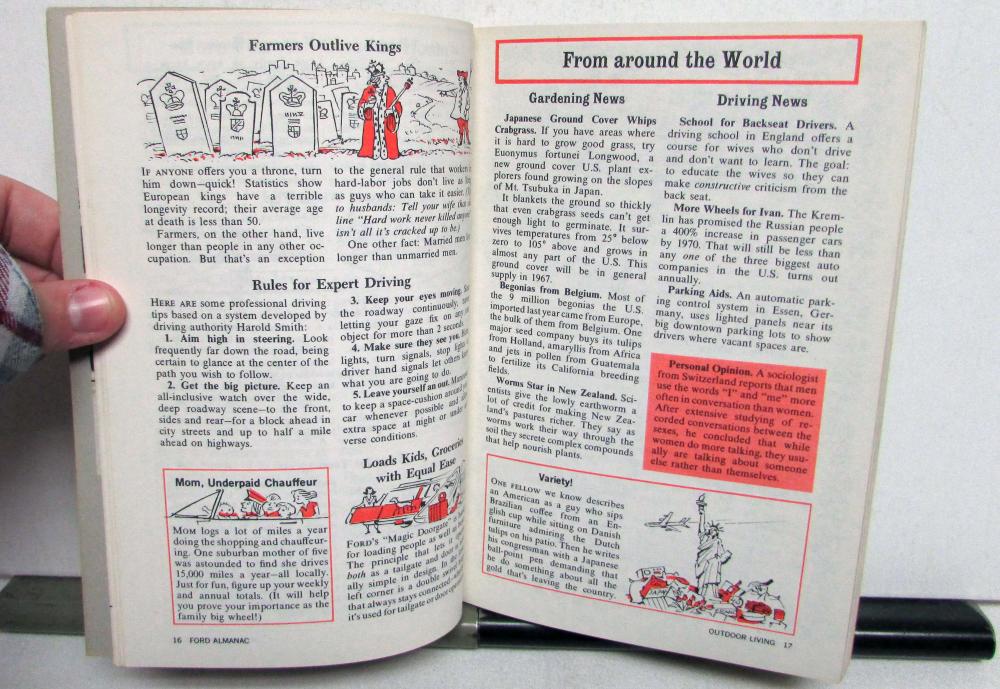 Farmers Outlive Kings
IF ANYONE offers you a throne, turn
him down—quick! Statistics show
European kings have a terrible
longevity record; their average age
at death is less than 50.
Farmers, on the other hand, live
longer than people in any other oc-
cupation. But that's an exception
to the general rule that workers
hard-labor jobs don't live as
as guys who can take it easier.
to husbands: Tell your wife that
line "Hard work never killed
isn't all it's cracked up to be.)
One other fact: Married men
longer than unmarried men.
Rules for Expert Driving
HERE are some professional driving
tips based on a system developed by
driving authority Harold Smith:
1. Aim high in steering. Look
frequently far down the road, being
certain to glance at the center of the
path you wish to follow.
2. Get the big picture. Keep an
all-inclusive watch over the wide,
deep roadway scene—to the front,
sides and rear—for a block ahead in
city streets and up to half a mile
ahead on highways.
3. Keep your eyes moving.
the roadway continuously,
letting your gaze fix on any
object for more than 2 seconds.
4. Make sure they see you.
lights, turn signals, stop
driver hand signals let others
what you are going to do.
5. Leave yourself an out.
to keep a space-cushion around
car whenever possible and
extra space at night or under
verse conditions.
Mom, Underpaid Chauffeur
MOM logs a lot of miles a year
doing the shopping and chauffeur-
ing. One suburban mother of five
was astounded to find she drives
15,000 miles a year—all locally.
Just for fun, figure up your weekly
and annual totals. (It will help
you prove your importance as the
family big wheel!)
Loads Kids, Groceries
with Equal Ease
FORD'S "Magic Doorgate" is
for loading people as well as
The principle that lets it
both as a tailgate and door is
ally simple in design. In the
left corner is a double swivel
that always stays connected,
it's used for tailgate or door
16 FORD ALMANAC
From around the World
Gardening News
Japanese Ground Cover Whips
Crabgrass. If you have areas where
it is hard to grow good grass, try
Euonymus fortunei Longwood, a
new ground cover U.S. plant ex-
plorers found growing on the slopes
of Mt. Tsubuka in Japan.
It blankets the ground so thickly
that even crabgrass seeds can't get
enough light to germinate. It sur-
vives temperatures from 25° below
zero to 105° above and grows in
almost any part of the U.S. This
ground cover will be in general
supply in 1967.
Begonias from Belgium. Most of
the 9 million begonias the U.S.
imported last year came from Europe,
the bulk of them from Belgium. One
major seed company buys its tulips
from Holland, amaryllis from Africa
and jets in pollen from Guatemala
to fertilize its California breeding
fields.
Worms Star in New Zealand. Sci-
entists give the lowly earthworm a
lot of credit for making New Zea-
land's pastures richer. They say as
worms work their way through the
soil they secrete complex compounds
that help nourish plants.
Driving News
School for Backseat Drivers. A
driving school in England offers a
course for wives who don't drive
and don't want to learn. The goal:
to educate the wives so they can
make constructive criticism from the
back seat.
More Wheels for Ivan. The Krem-
lin has promised the Russian people
a 400% increase in passenger cars
by 1970. That will still be less than
any one of the three biggest auto
companies in the U.S. turns out
annually.
Parking Aids. An automatic park-
ing control system in Essen, Ger-
many, uses lighted panels near its
big downtown parking lots to show
drivers where vacant spaces are.
Personal Opinion. A sociologist
from Switzerland reports that men
use the words "I" and "me" more
often in conversation than women.
After extensive studying of re-
corded conversations between the
sexes, he concluded that while
women do more talking, they usu-
ally are talking about someone
else rather than themselves.
Variety!
ONE FELLOW we know describes
an American as a guy who sips
Brazilian coffee from an En-
glish cup while sitting on Danish
furniture admiring the Dutch
tulips on his patio. Then he writes
his congressman with a Japanese
ball-point pen demanding that
he do something about all the
gold that's leaving the country.
JAPAN
OUTDOOR LIVING 17